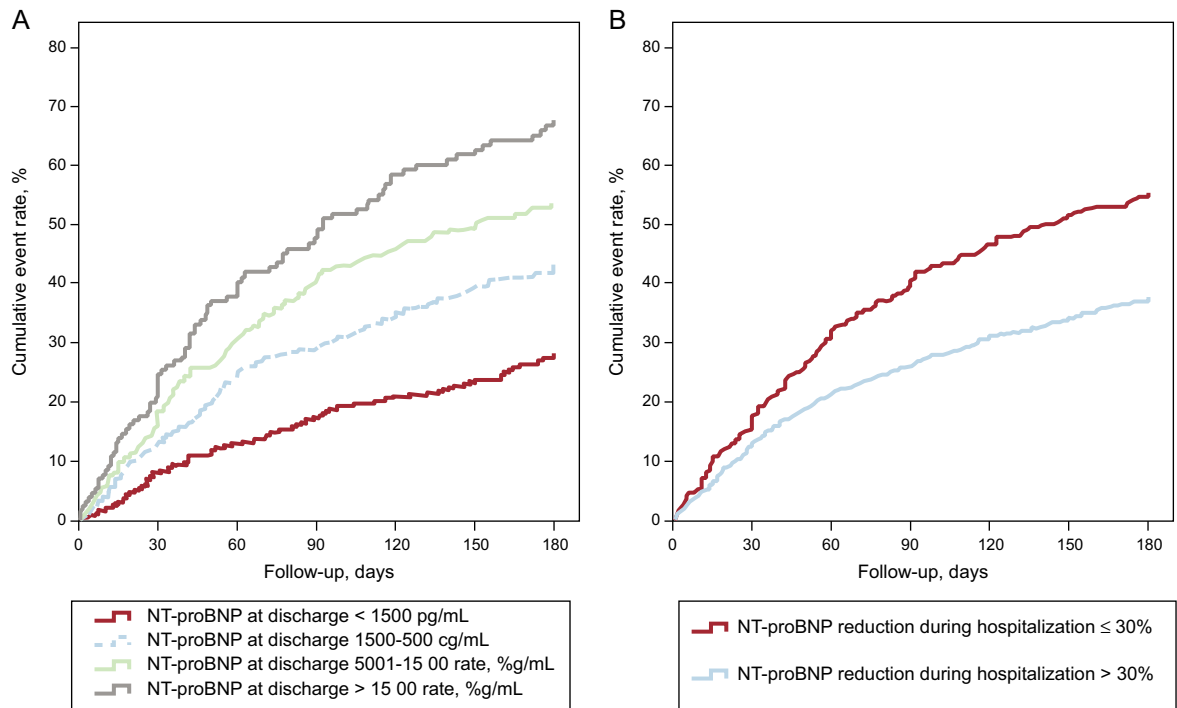 A
80
70
60
50
40
30
20
10
0
Cumulative event rate, %
0 30 60 90 120 150 180
Follow-up, days
NT-proBNP at discharge < 1500 pg/mL
NT-proBNP at discharge 1500-500 cg/mL
NT-proBNP at discharge 5001-15 00 rate, %g/mL
NT-proBNP at discharge > 15 00 rate, %g/mL
B
80
70
60
50
40
30
20
10
0
Cumulative event rate, %
0 30 60 90 120 150 180
Follow-up, days
NT-proBNP reduction during hospitalization ≤ 30%
NT-proBNP reduction during hospitalization > 30%